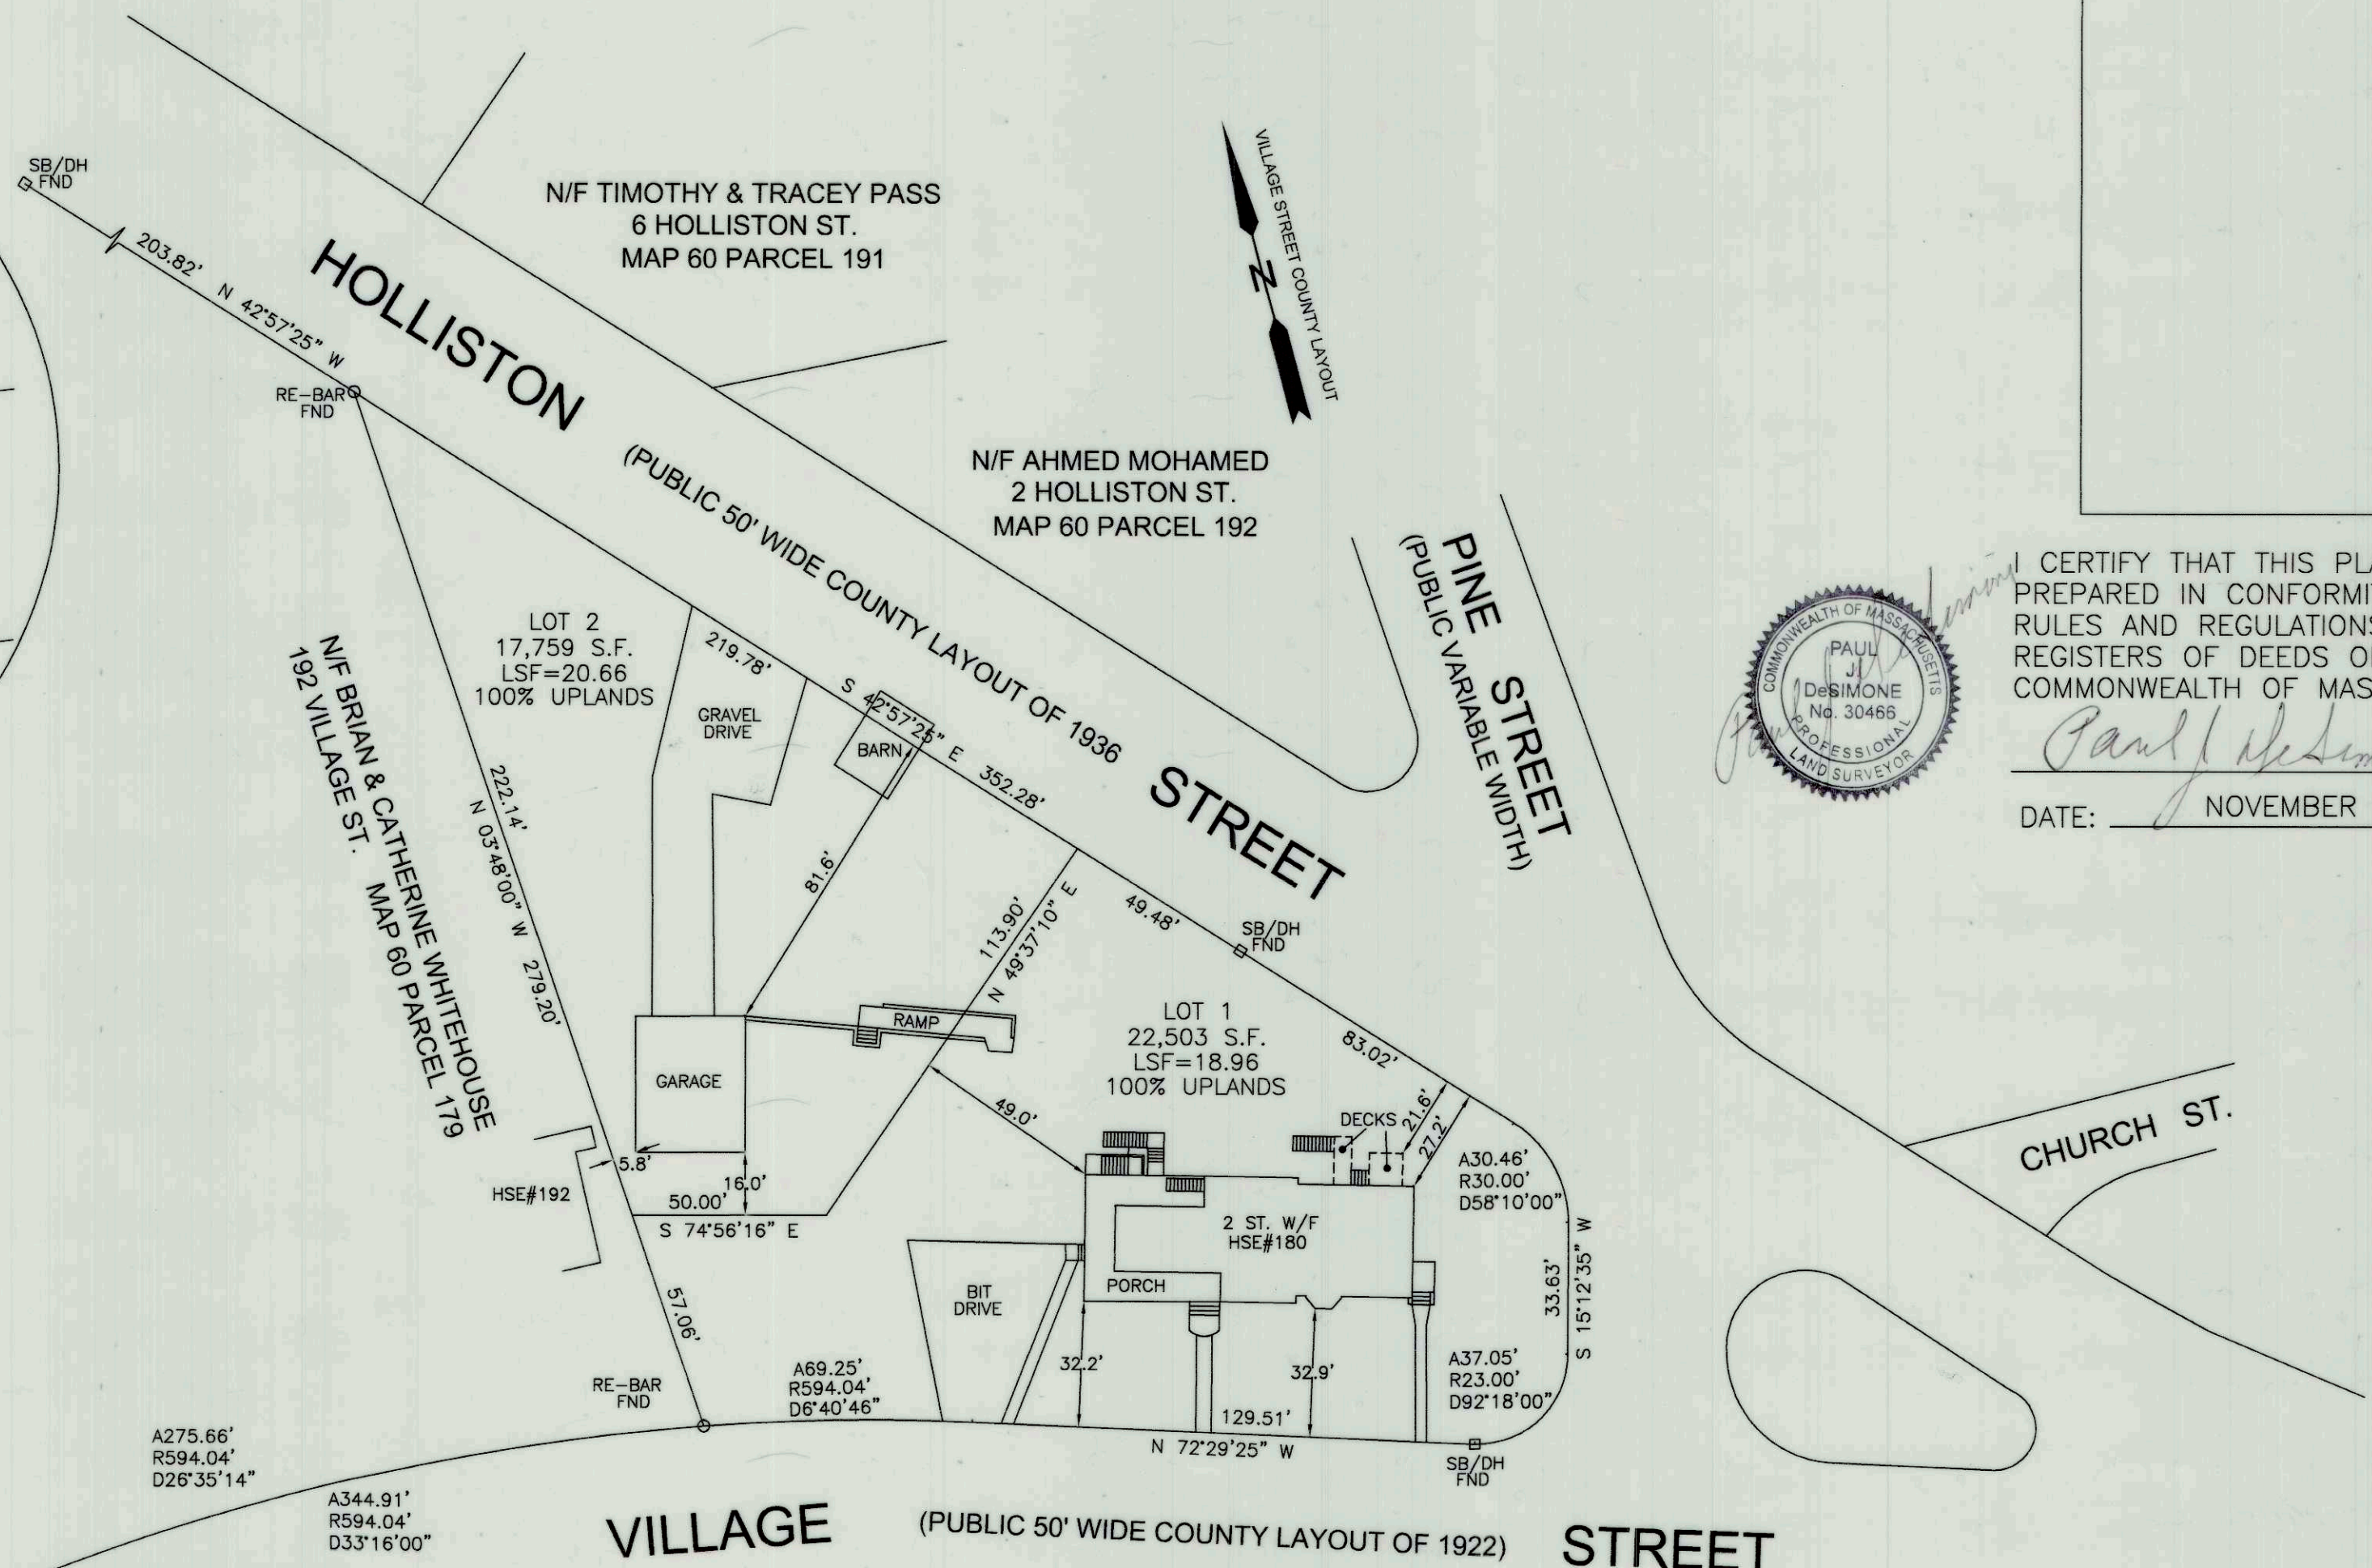 SB/DH
FND
203.82'
N 42°57'25" W
HOLLISTON
STREET
(PUBLIC 50' WIDE COUNTY LAYOUT OF 1936
N/F TIMOTHY & TRACEY PASS
6 HOLLISTON ST.
MAP 60 PARCEL 191
VILLAGE STREET COUNTY LAYOUT
N
RE-BAR
FND
N/F AHMED MOHAMED
2 HOLLISTON ST.
MAP 60 PARCEL 192
PINE STREET
(PUBLIC VARIABLE WIDTH)
I CERTIFY THAT THIS PLA
PREPARED IN CONFORMI
RULES AND REGULATIONS
REGISTERS OF DEEDS O
COMMONWEALTH OF MAS
COMMONWEALTH OF MASSACHUSETTS
PAUL
J.
DeSIMONE
No. 30466
PROFESSIONAL
LAND SURVEYOR
Paul J DeSim
DATE: NOVEMBER
LOT 2
17,759 S.F.
LSF=20.66
100% UPLANDS
219.78'
GRAVEL
DRIVE
BARN
S 42°57'25" E 352.28'
N/F BRIAN & CATHERINE WHITEHOUSE
192 VILLAGE ST. MAP 60 PARCEL 179
222.14'
N 03°48'00" W 279.20'
81.6'
113.90'
N 49°37'10" E
49.48'
SB/DH
FND
RAMP
LOT 1
22,503 S.F.
LSF=18.96
100% UPLANDS
83.02'
GARAGE
49.0'
DECKS
21.6'
27.2'
A30.46'
R30.00'
D58°10'00"
5.8'
16.0'
HSE#192
50.00'
S 74°56'16" E
2 ST. W/F
HSE#180
PORCH
BIT
DRIVE
33.63'
S 15°12'35" W
CHURCH ST.
57.06'
RE-BAR
FND
A69.25'
R594.04'
D6°40'46"
32.2'
32.9'
A37.05'
R23.00'
D92°18'00"
129.51'
N 72°29'25" W
SB/DH
FND
A275.66'
R594.04'
D26°35'14"
A344.91'
R594.04'
D33°16'00"
VILLAGE (PUBLIC 50' WIDE COUNTY LAYOUT OF 1922) STREET